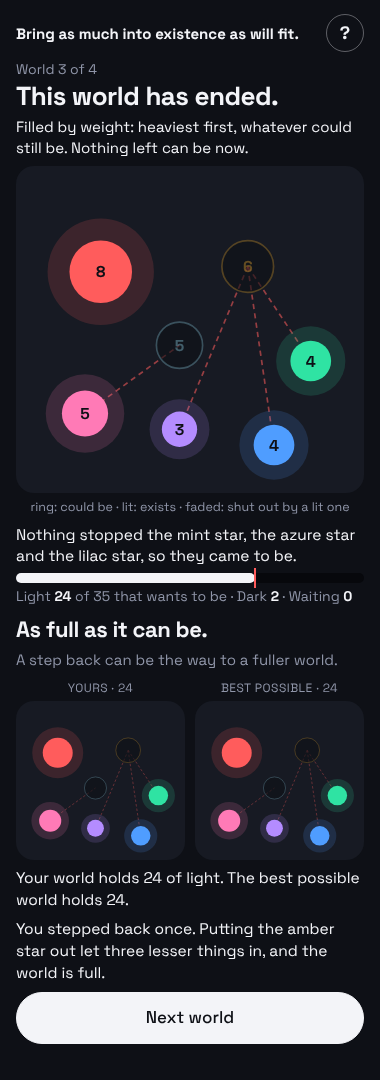 Bring as much into existence as will fit.
?
World 3 of 4
This world has ended.
Filled by weight: heaviest first, whatever could
still be. Nothing left can be now.
8
6
5
4
5
3
4
ring: could be · lit: exists · faded: shut out by a lit one
Nothing stopped the mint star, the azure star
and the lilac star, so they came to be.
Light 24 of 35 that wants to be · Dark 2 · Waiting 0
As full as it can be.
A step back can be the way to a fuller world.
YOURS · 24
BEST POSSIBLE · 24
Your world holds 24 of light. The best possible
world holds 24.
You stepped back once. Putting the amber
star out let three lesser things in, and the
world is full.
Next world